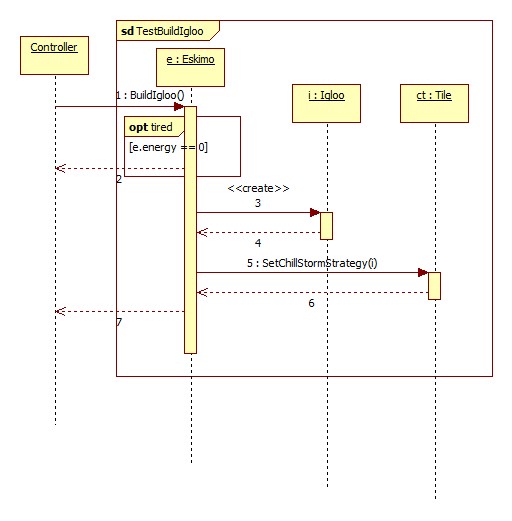 sd TestBuildIgloo
Controller
e : Eskimo
i : Igloo
ct : Tile
1 : BuildIgloo()
opt tired
[e.energy == 0]
2
<<create>>
3
4
5 : SetChillStormStrategy(i)
6
7